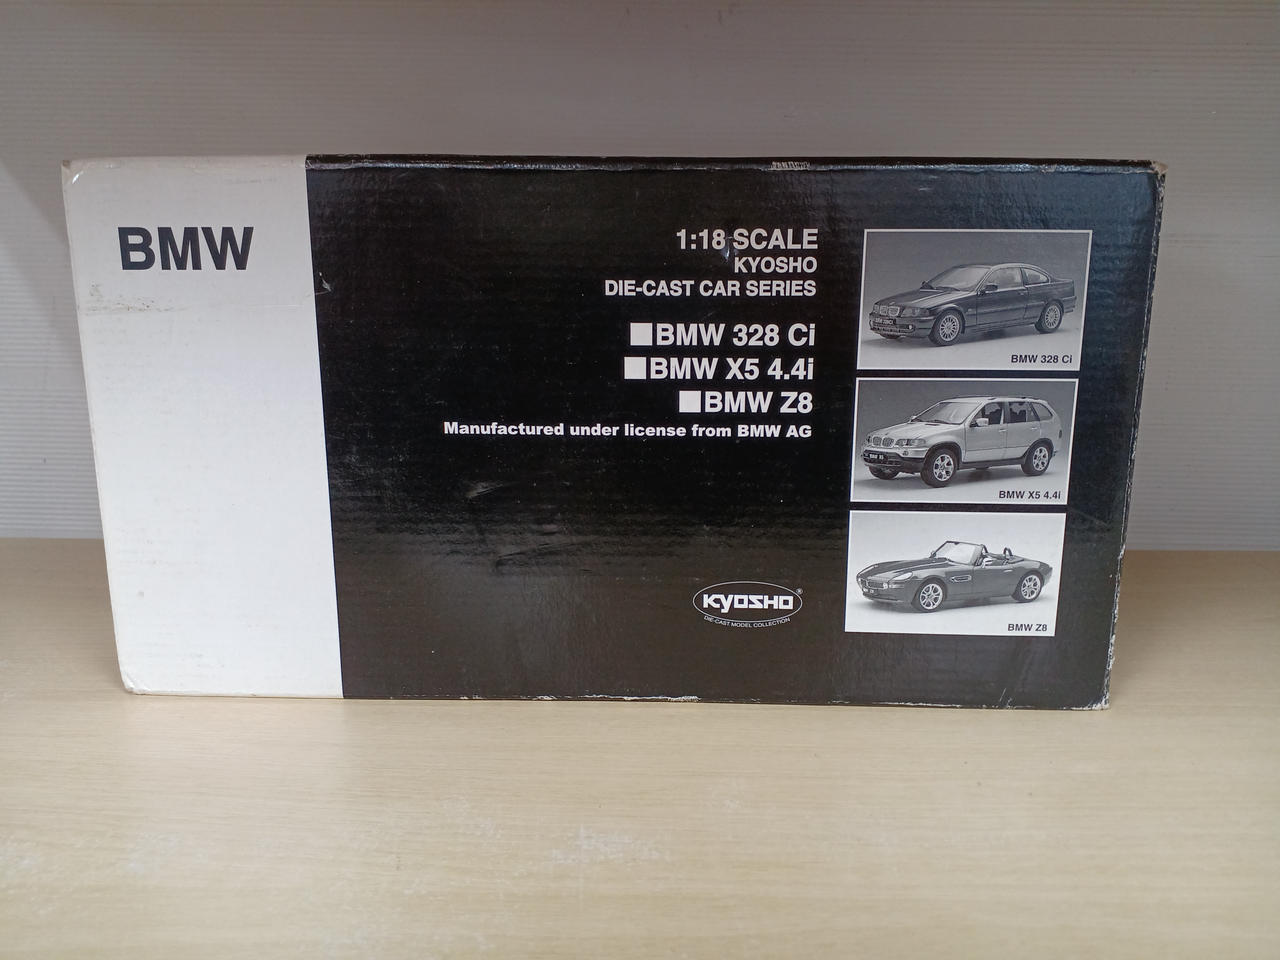 BMW
1:18 SCALE
KYOSHO
DIE-CAST CAR SERIES
BMW 328 Ci
BMW X5 4.4i
BMW Z8
Manufactured under license from BMW AG
KYOSHO®
DIE-CAST MODEL COLLECTION
BMW 328 Ci
BMW X5 4.4i
BMW Z8